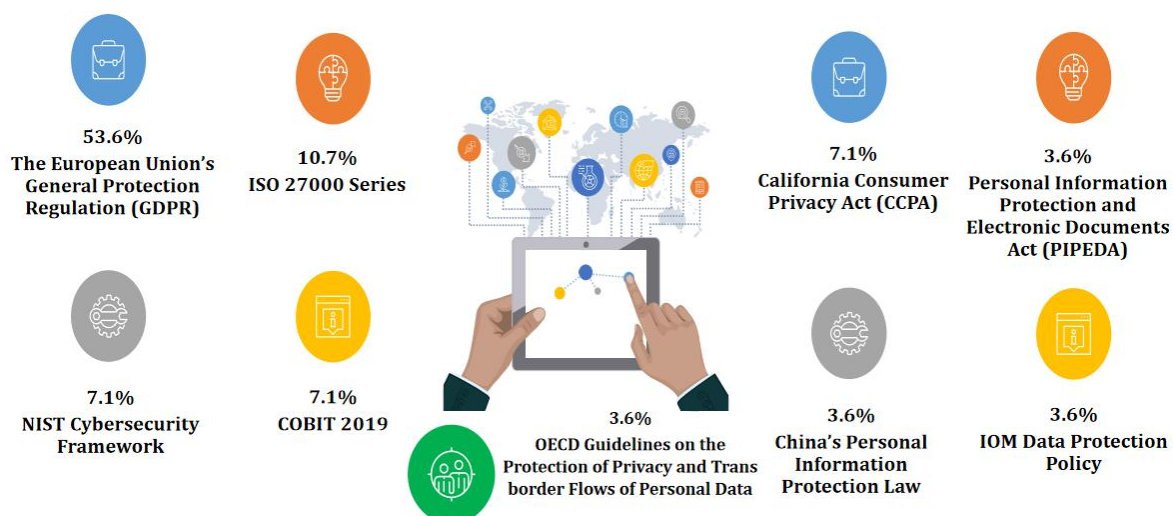 53.6%
The European Union's
General Protection
Regulation (GDPR)
10.7%
ISO 27000 Series
7.1%
California Consumer
Privacy Act (CCPA)
3.6%
Personal Information
Protection and
Electronic Documents
Act (PIPEDA)
7.1%
NIST Cybersecurity
Framework
7.1%
COBIT 2019
3.6%
OECD Guidelines on the
Protection of Privacy and Trans
border Flows of Personal Data
3.6%
China's Personal
Information
Protection Law
3.6%
IOM Data Protection
Policy